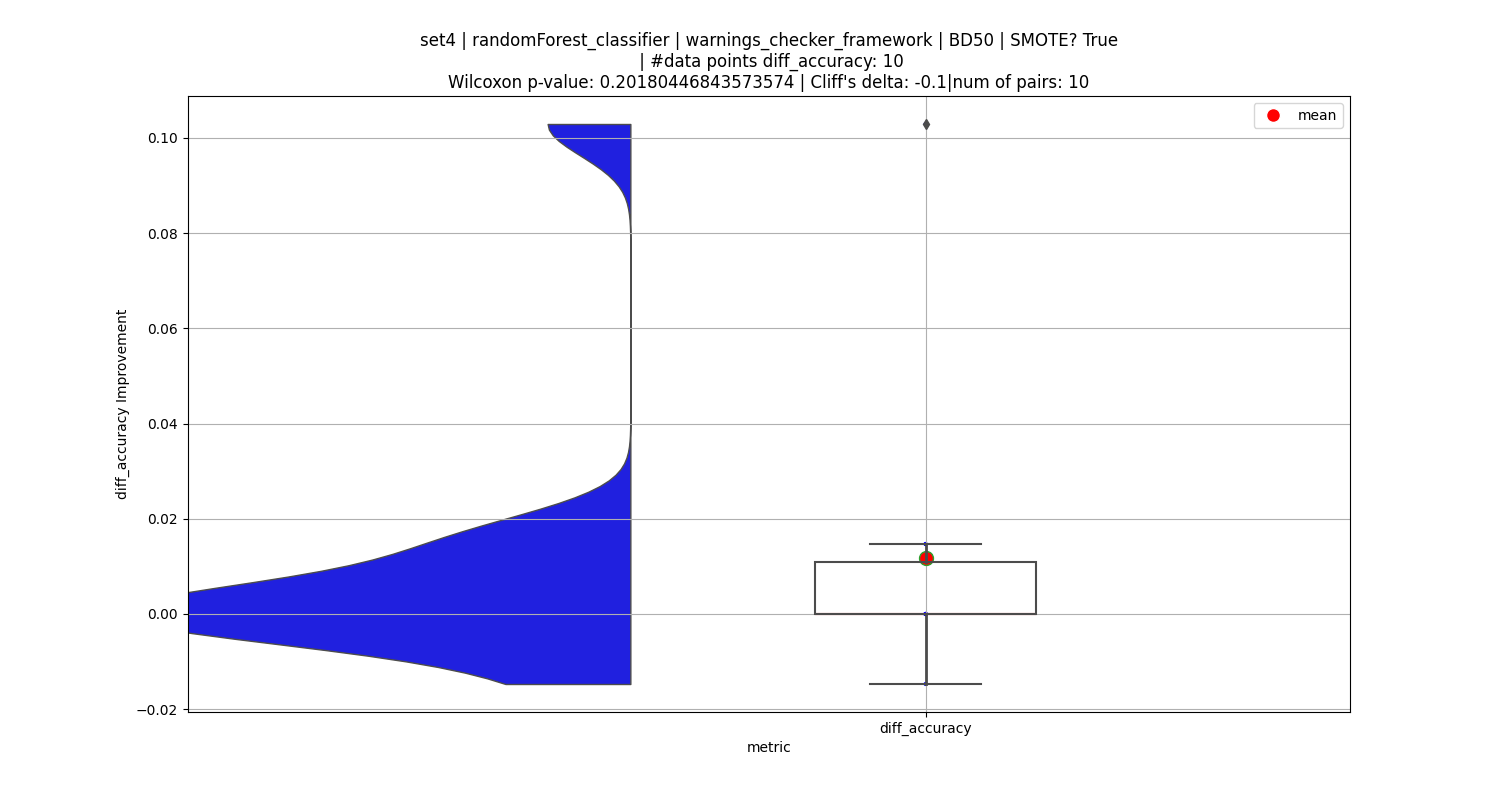 set4 | randomForest_classifier | warnings_checker_framework | BD50 | SMOTE? True
| #data points diff_accuracy: 10
Wilcoxon p-value: 0.20180446843573574 | Cliff's delta: -0.1|num of pairs: 10
mean
0.10
0.08
0.06
0.04
0.02
0.00
−0.02
diff_accuracy Improvement
diff_accuracy
metric